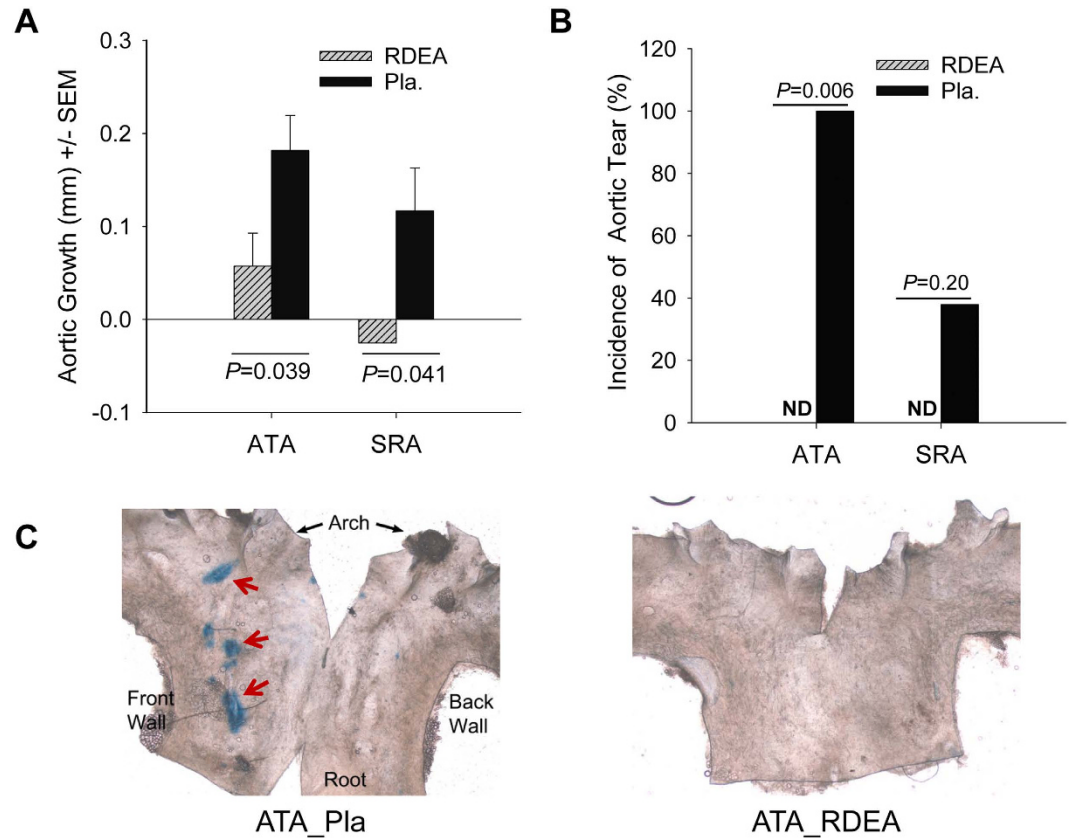 A
Aortic Growth (mm) +/- SEM
0.3
0.2
0.1
0.0
-0.1
RDEA
Pla.
P=0.039
P=0.041
ATA
SRA
B
Incidence of Aortic Tear (%)
120
100
80
60
40
20
0
RDEA
Pla.
P=0.006
P=0.20
ND
ND
ATA
SRA
C
Arch
Front
Wall
Back
Wall
Root
ATA_Pla
ATA_RDEA